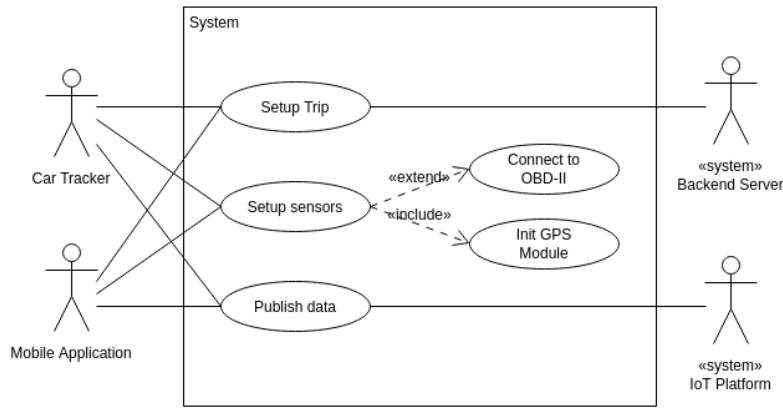 System
Setup Trip
Car Tracker
«system»
Backend Server
«extend»
Connect to
OBD-II
Setup sensors
«include»
Init GPS
Module
Publish data
Mobile Application
«system»
IoT Platform